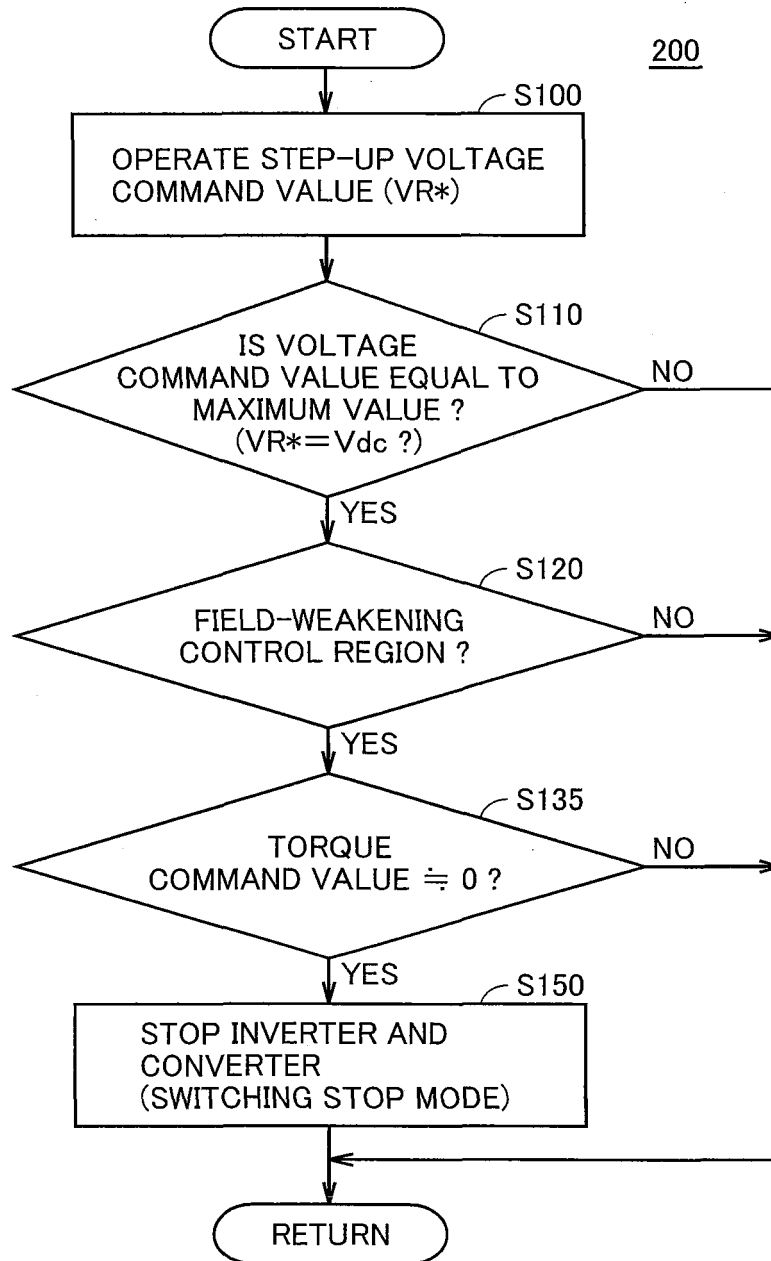 START
200
S100
OPERATE STEP-UP VOLTAGE
COMMAND VALUE (VR*)
S110
IS VOLTAGE
COMMAND VALUE EQUAL TO
MAXIMUM VALUE ?
(VR*=Vdc ?)
NO
YES
S120
FIELD-WEAKENING
CONTROL REGION ?
NO
YES
S135
TORQUE
COMMAND VALUE ≒ 0 ?
NO
YES
S150
STOP INVERTER AND
CONVERTER
(SWITCHING STOP MODE)
RETURN